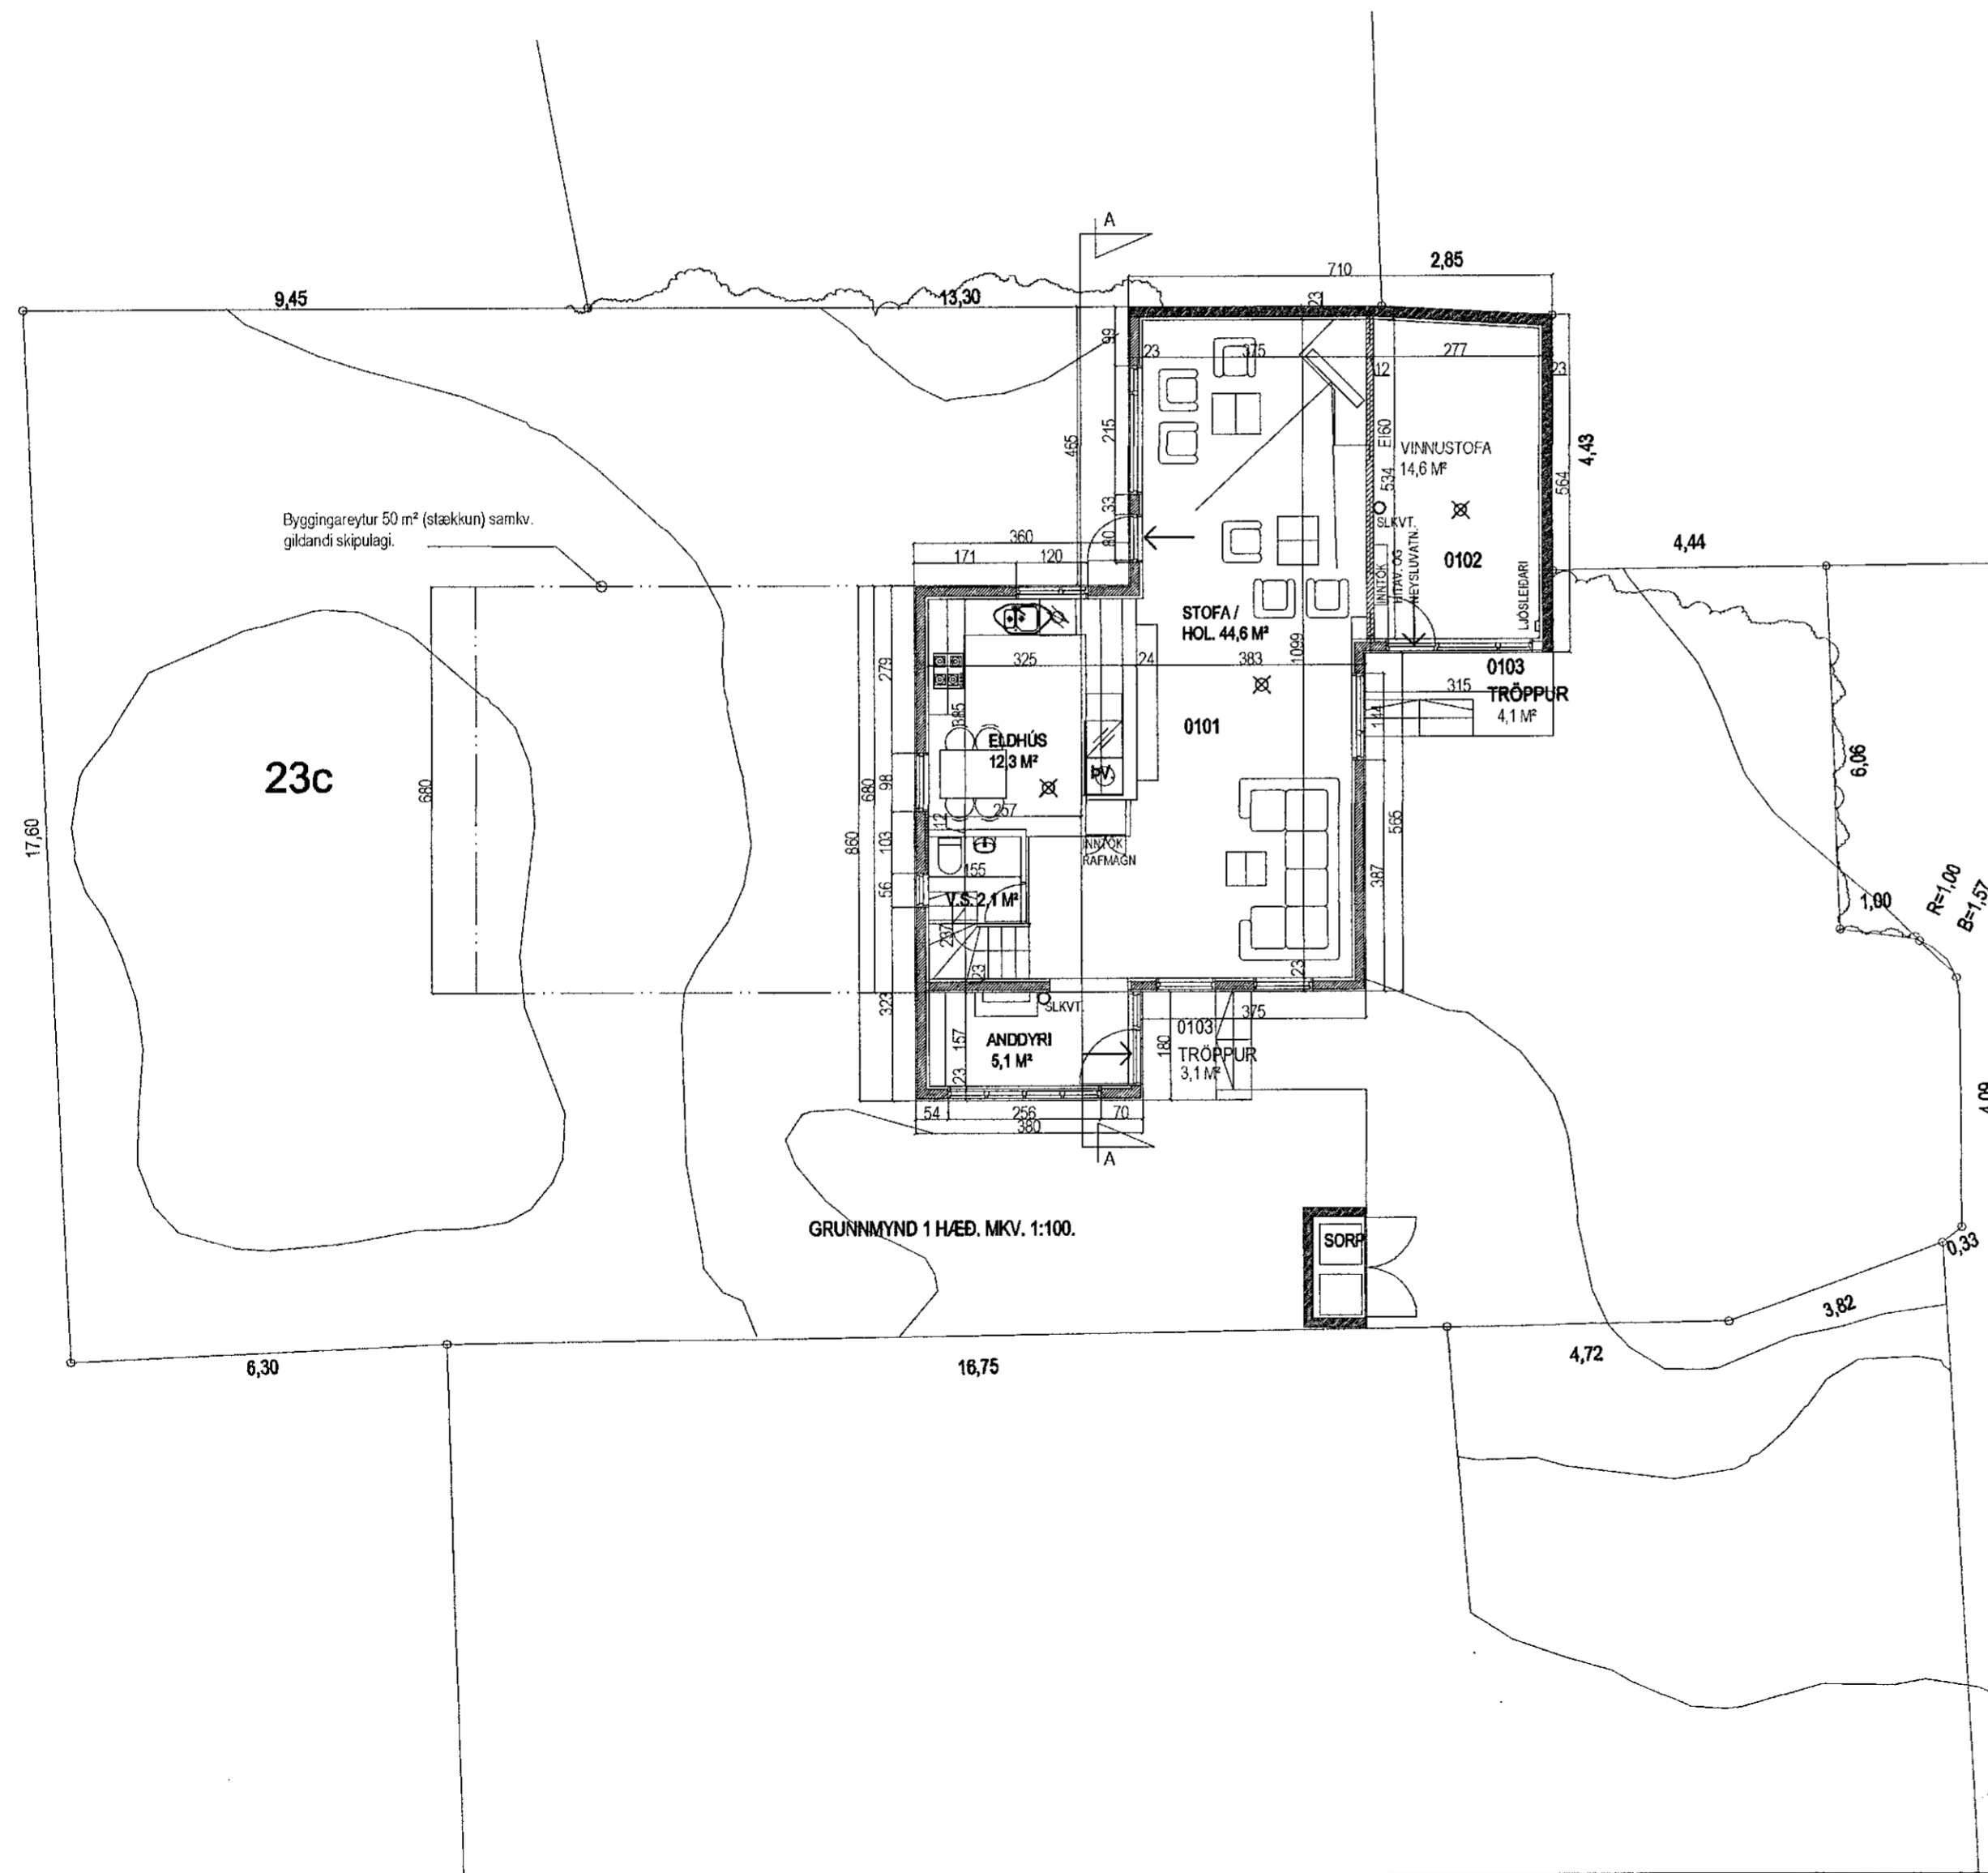 A
710
2,85
9,45
13,30
23
99
23
375
12
277
23
465
215
EI60
534
VINNUSTOFA
14,6 M²
4,43
564
Byggingareytur 50 m² (stækkun) samkv.
gildandi skipulagi.
33
80
SLKVT.
360
171
120
4,44
0102
INNTÖK
HITAV. OG
NEYSLUVATN.
LJÓSLEIÐARI
STOFA /
HOL. 44,6 M²
1099
279
325
24
383
0103
TRÖPPUR
4,1 M²
315
144
385
0101
ELDHÚS
12,3 M²
ÞV.
23c
680
680
98
6,06
257
12
860
103
INNTÖK
RAFMAGN
565
17,60
155
56
V.S. 2,1 M²
387
1,00
R=1,00
B=1,57
237
23
23
323
SLKVT.
375
157
ANDDYRI
5,1 M²
180
0103
TRÖPPUR
3,1 M²
23
4,09
54
256
70
380
A
GRUNNMYND 1 HÆÐ. MKV. 1:100.
SORP
0,33
3,82
6,30
16,75
4,72